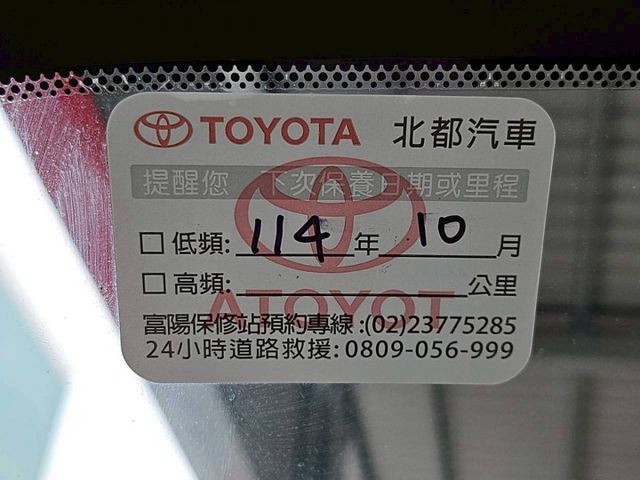 TOYOTA 北都汽車
提醒您 下次保養日期或里程
□ 低頻: 114 年 10 月
□ 高頻: 公里
ATOYOT
富陽保修站預約專線:(02)23775285
24小時道路救援:0809-056-999